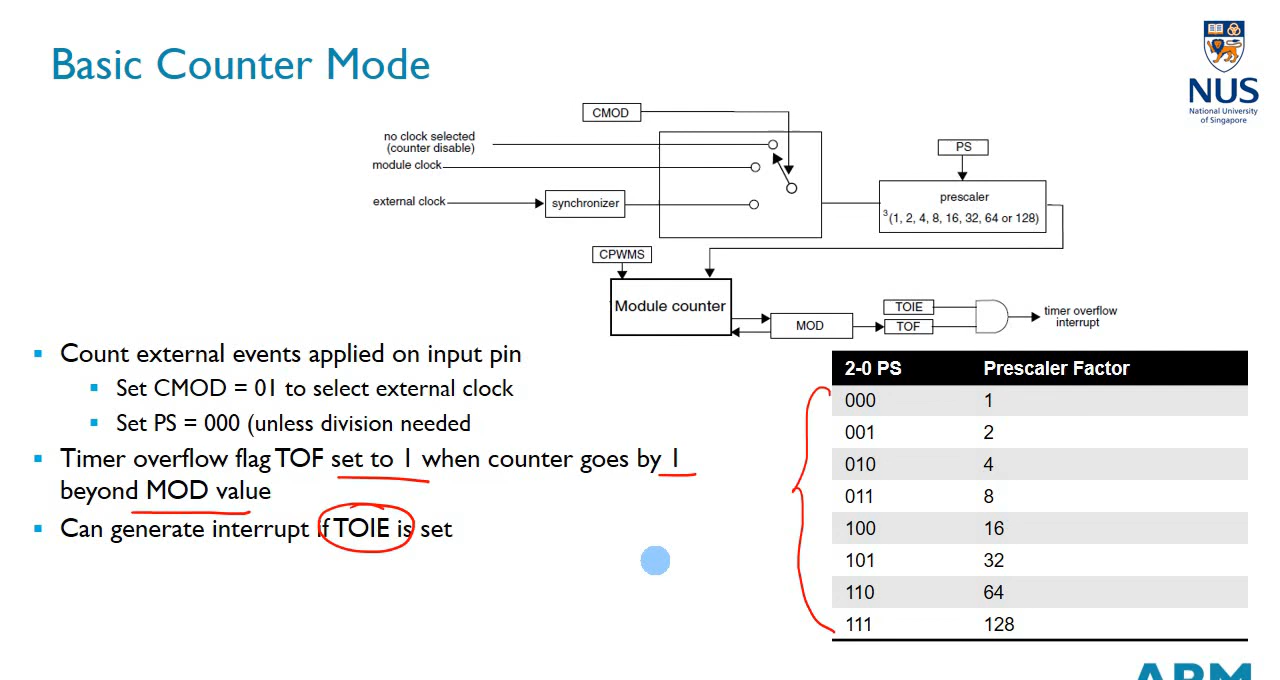 Basic Counter Mode
NUS
National University
of Singapore
CMOD
no clock selected
(counter disable)
module clock
external clock
synchronizer
PS
prescaler
3(1, 2, 4, 8, 16, 32, 64 or 128)
CPWMS
Module counter
MOD
TOIE
TOF
timer overflow
interrupt
Count external events applied on input pin
Set CMOD = 01 to select external clock
Set PS = 000 (unless division needed
Timer overflow flag TOF set to 1 when counter goes by 1
beyond MOD value
Can generate interrupt if TOIE is set
2-0 PS Prescaler Factor
000 1
001 2
010 4
011 8
100 16
101 32
110 64
111 128
ARM